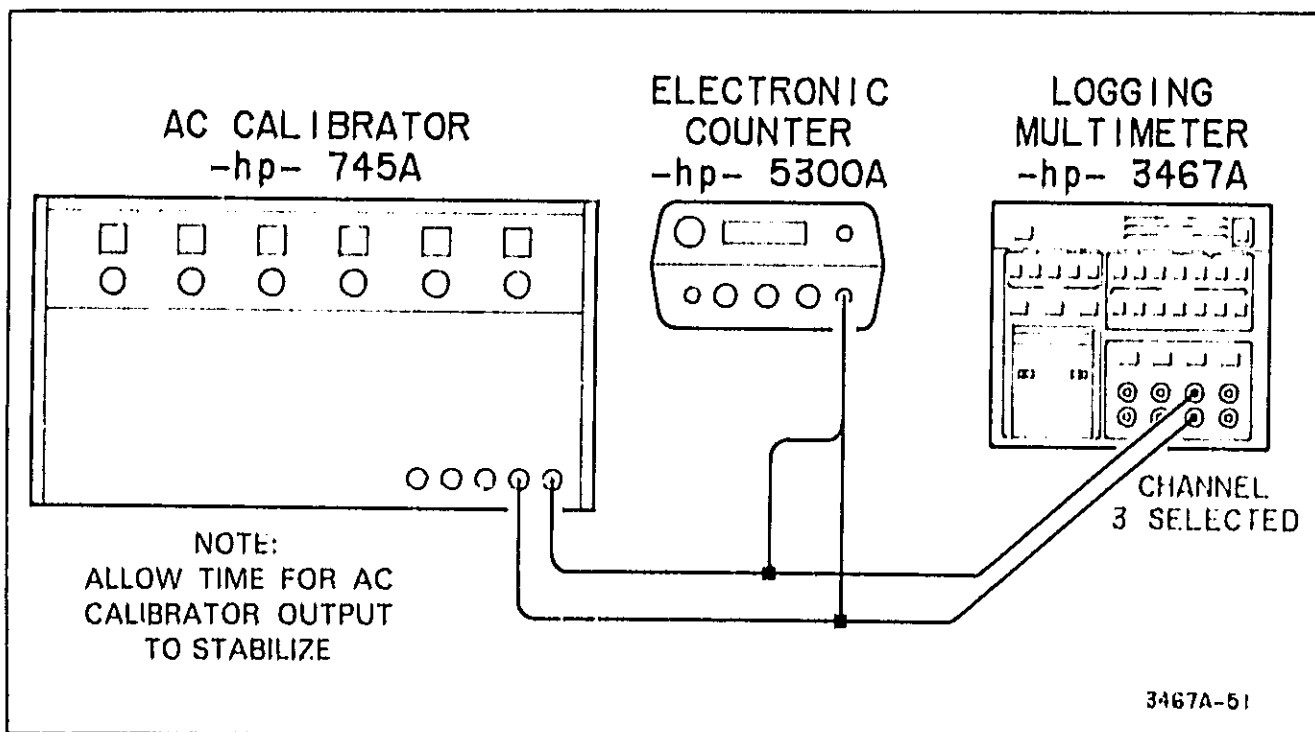 AC CALIBRATOR
-hp- 745A
ELECTRONIC
COUNTER
-hp- 5300A
LOGGING
MULTIMETER
-hp- 3467A
CHANNEL
3 SELECTED
NOTE:
ALLOW TIME FOR AC
CALIBRATOR OUTPUT
TO STABILIZE
3467A-51